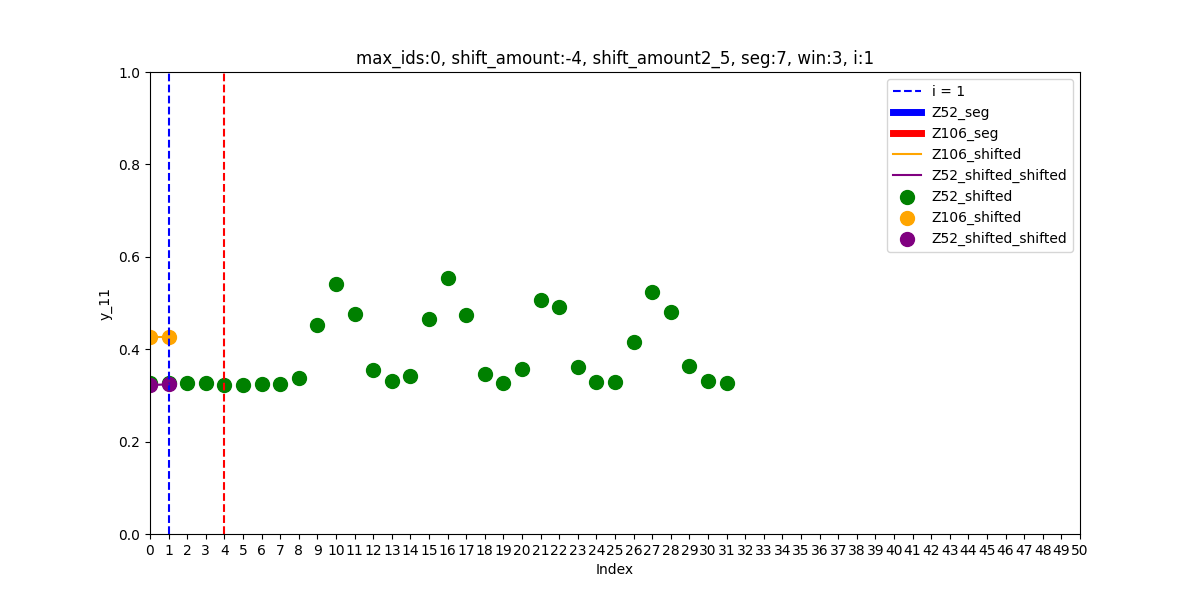 max_ids:0, shift_amount:-4, shift_amount2_5, seg:7, win:3, i:1
1.0
0.8
0.6
0.4
0.2
0.0
y_11
i = 1
Z52_seg
Z106_seg
Z106_shifted
Z52_shifted_shifted
Z52_shifted
Z106_shifted
Z52_shifted_shifted
0 1 2 3 4 5 6 7 8 9 10 11 12 13 14 15 16 17 18 19 20 21 22 23 24 25 26 27 28 29 30 31 32 33 34 35 36 37 38 39 40 41 42 43 44 45 46 47 48 49 50
Index